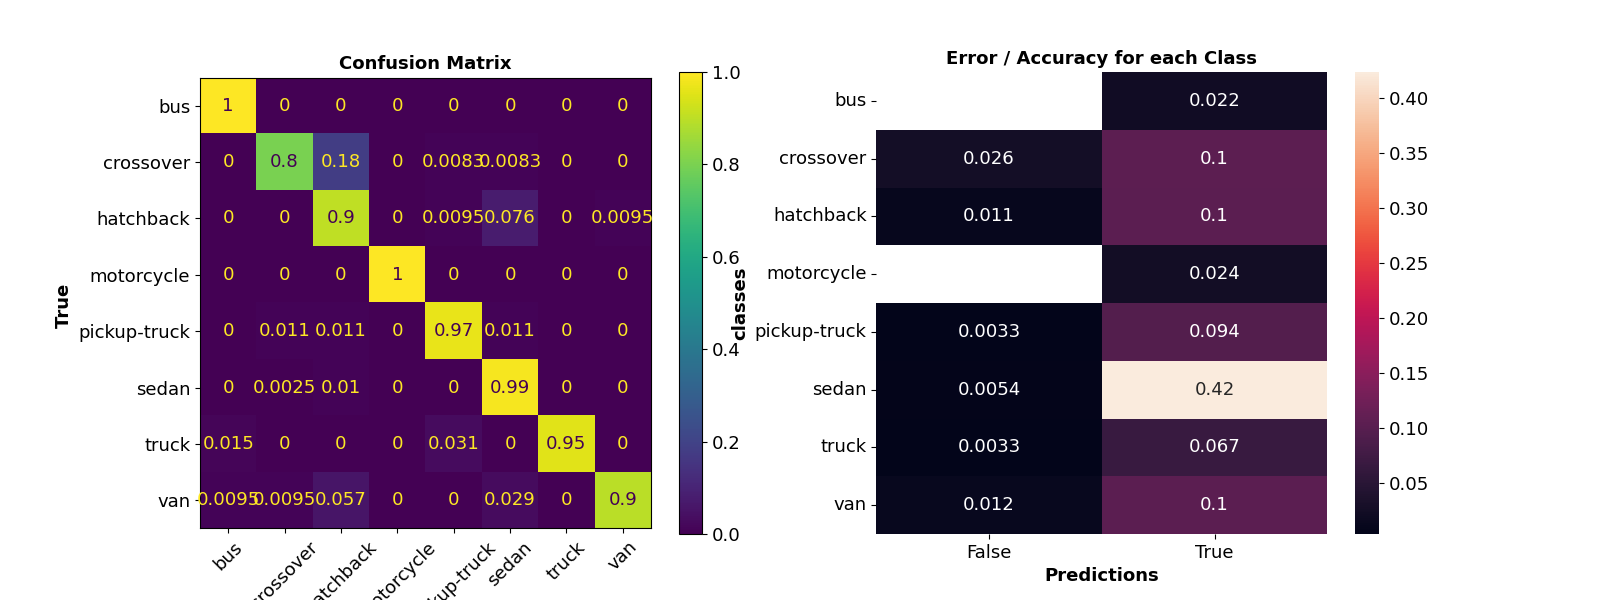 Confusion Matrix
bus 1 0 0 0 0 0 0 0
crossover 0 0.8 0.18 0 0.0083 0.0083 0 0
hatchback 0 0 0.9 0 0.0095 0.076 0 0.0095
motorcycle 0 0 0 1 0 0 0 0
pickup-truck 0 0.011 0.011 0 0.97 0.011 0 0
sedan 0 0.0025 0.01 0 0 0.99 0 0
truck 0.015 0 0 0 0.031 0 0.95 0
van 0.0095 0.0095 0.057 0 0 0.029 0 0.9
True
bus
sedan
truck
van
1.0
0.8
0.6
0.4
0.2
0.0
Error / Accuracy for each Class
classes
bus 0.022
crossover 0.026 0.1
hatchback 0.011 0.1
motorcycle 0.024
pickup-truck 0.0033 0.094
sedan 0.0054 0.42
truck 0.0033 0.067
van 0.012 0.1
False True
Predictions
0.40
0.35
0.30
0.25
0.20
0.15
0.10
0.05